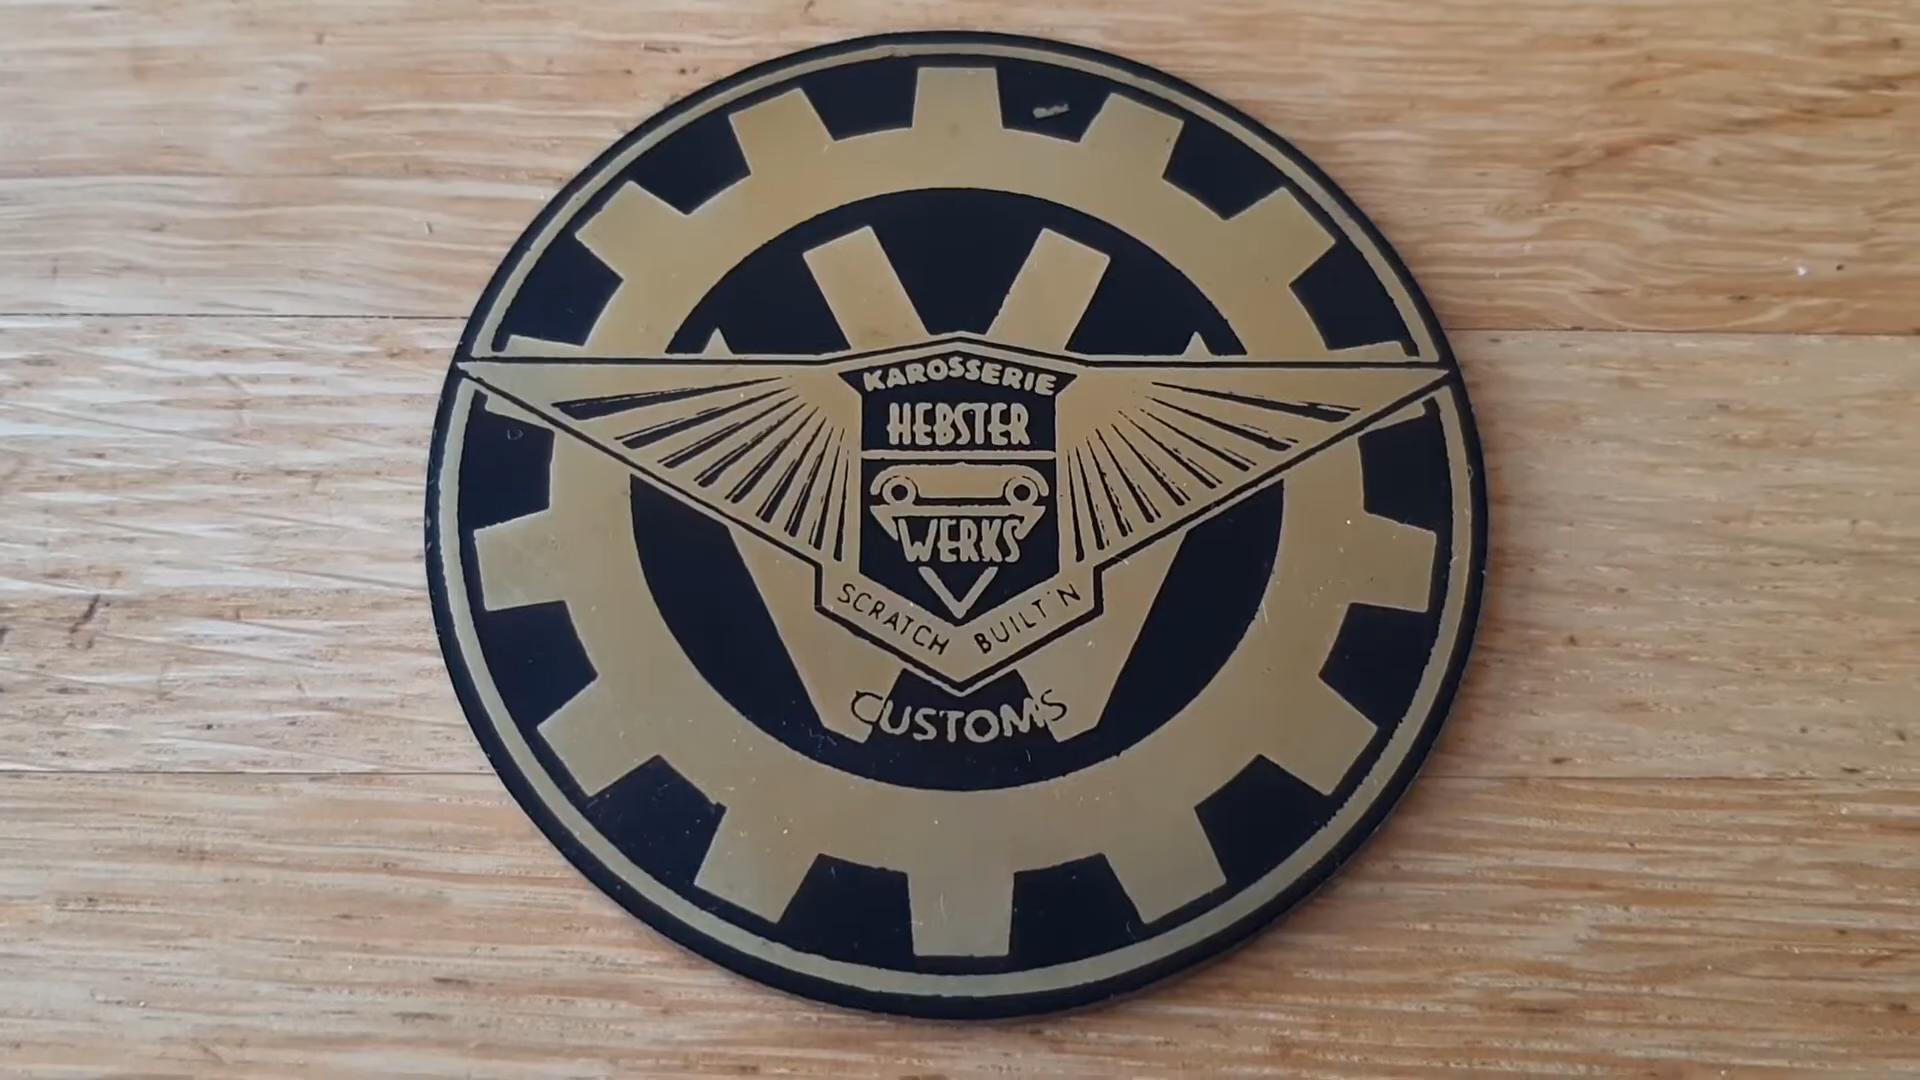 KAROSSERIE
HEBSTER
WERKS
SCRATCH BUILT'N
CUSTOMS